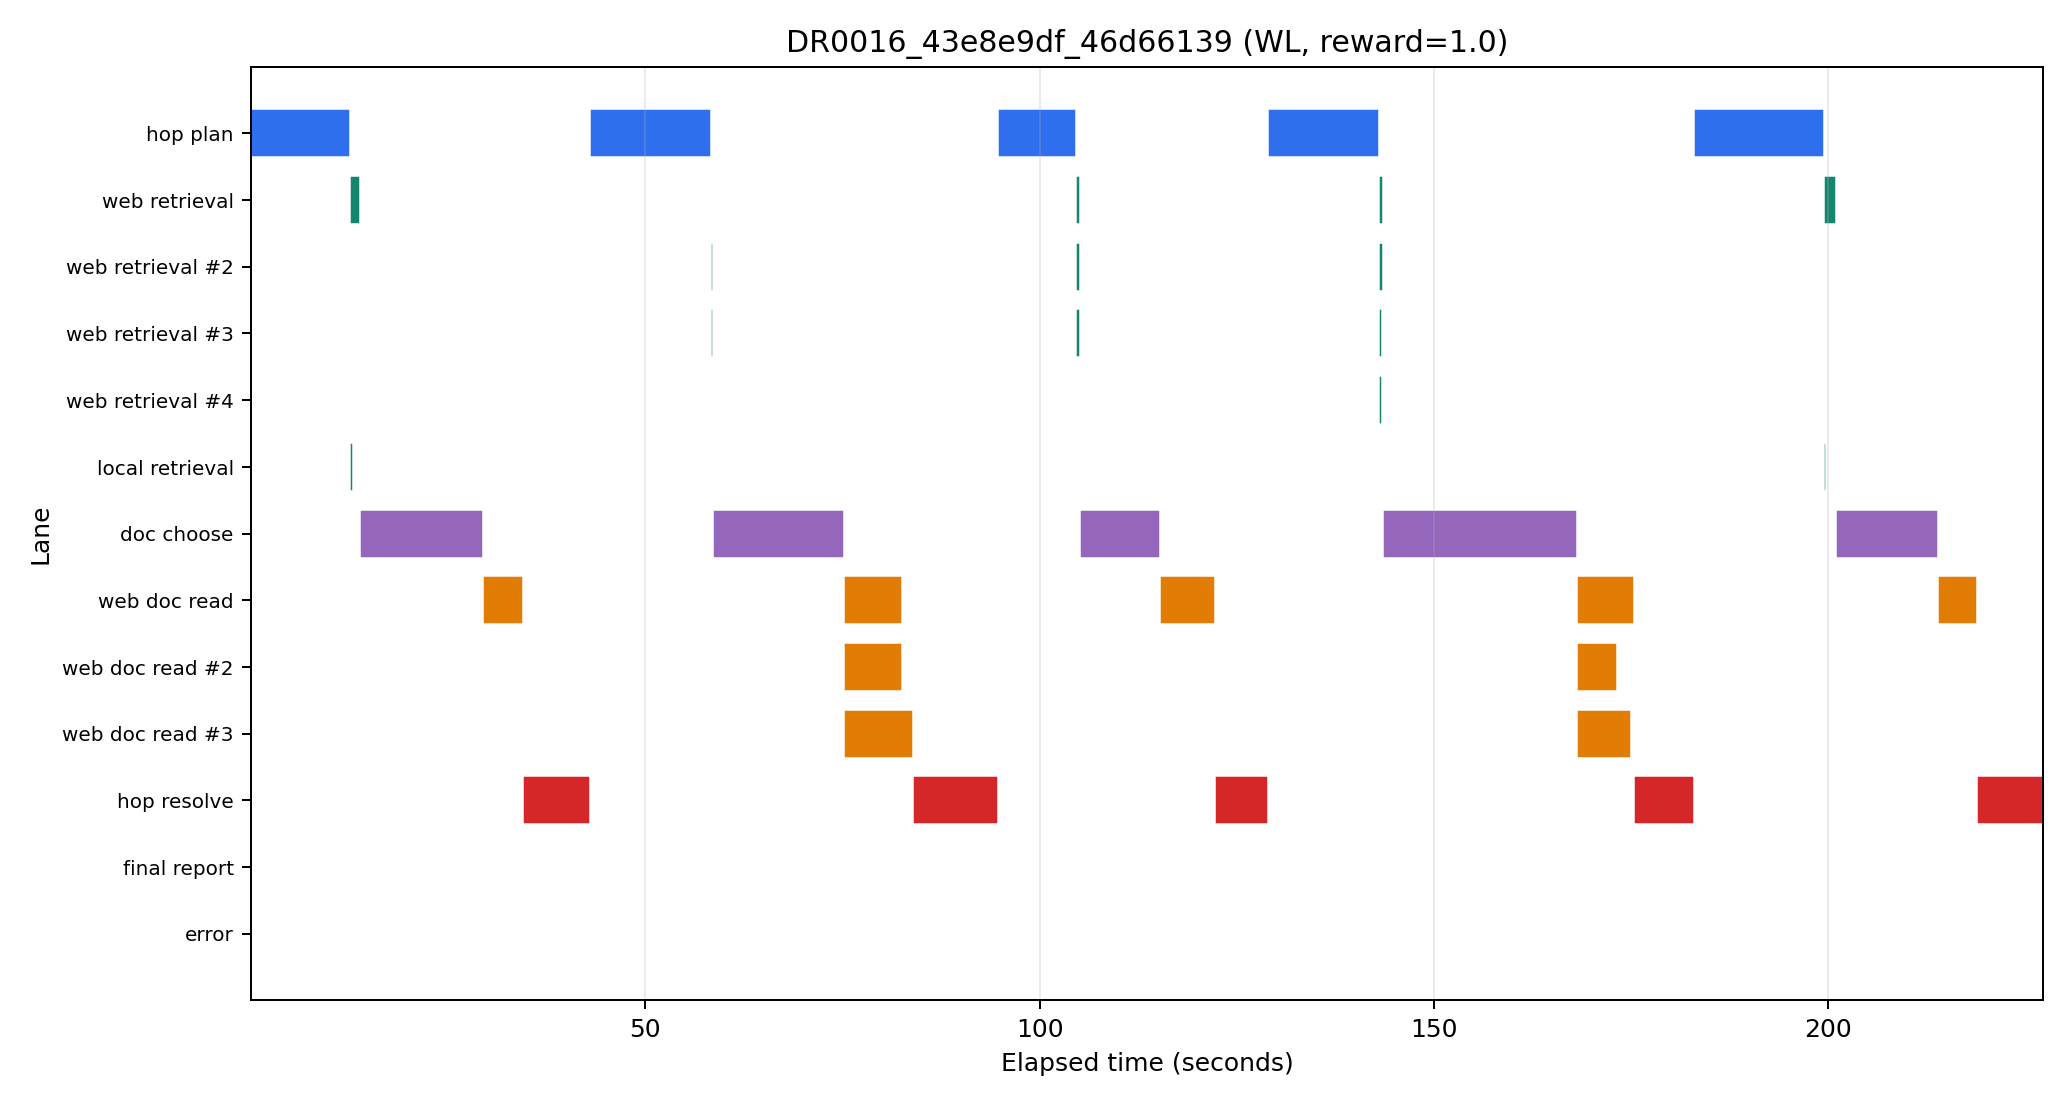 DR0016_43e8e9df_46d66139 (WL, reward=1.0)
hop plan
web retrieval
web retrieval #2
web retrieval #3
web retrieval #4
local retrieval
doc choose
web doc read
web doc read #2
web doc read #3
hop resolve
final report
error
Lane
50 100 150 200
Elapsed time (seconds)